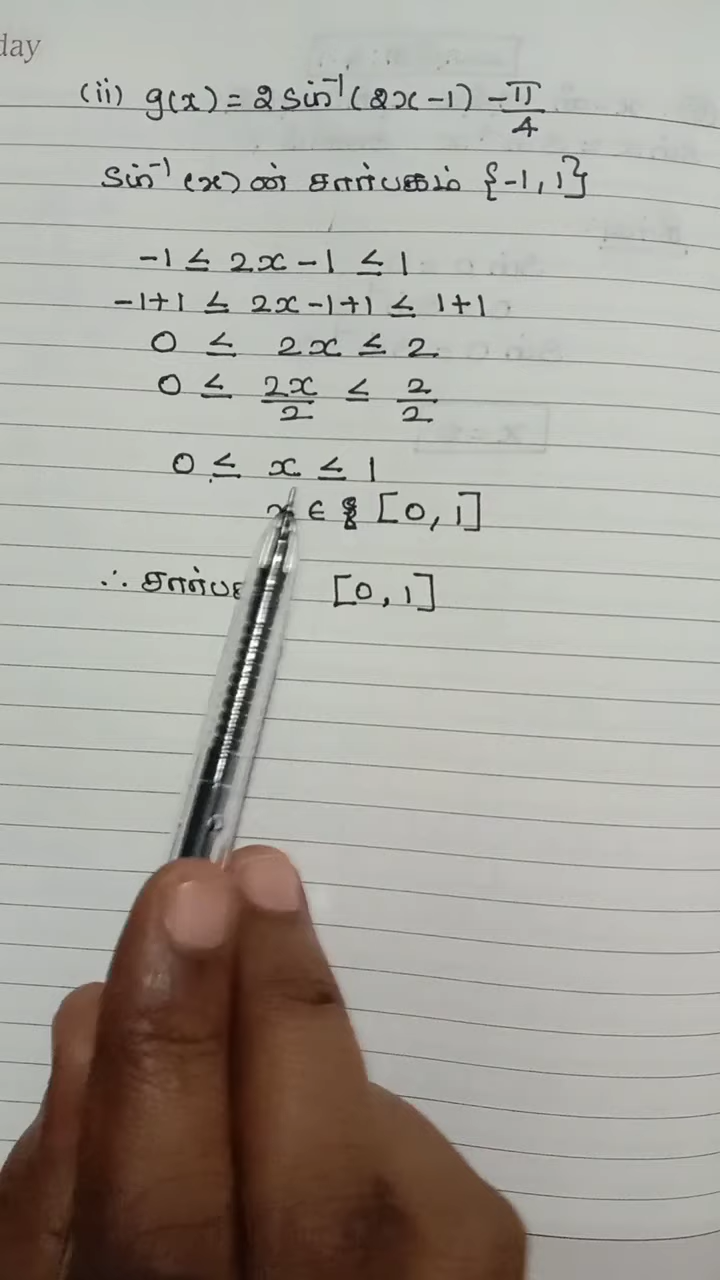 day
(ii) g(x) = 2 sin⁻¹(2x-1) - π/4
sin⁻¹(x) ன் சார்பகம் {-1, 1}
-1 ≤ 2x - 1 ≤ 1
-1+1 ≤ 2x-1+1 ≤ 1+1
0 ≤ 2x ≤ 2
0 ≤ 2x/2 ≤ 2/2
0 ≤ x ≤ 1
x ∈ [0, 1]
∴ [0, 1]